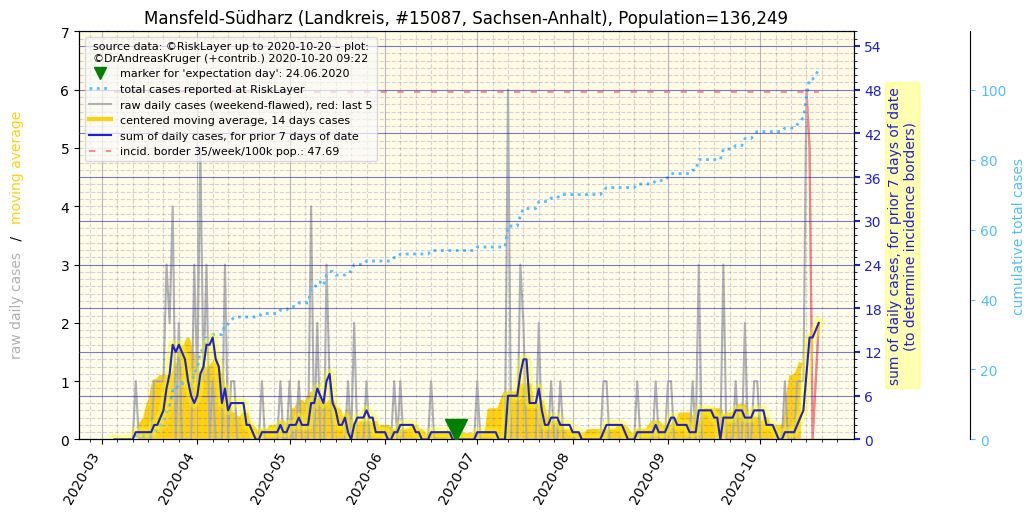 Mansfeld-Südharz (Landkreis, #15087, Sachsen-Anhalt), Population=136,249
source data: ©RiskLayer up to 2020-10-20 – plot:
©DrAndreasKruger (+contrib.) 2020-10-20 09:22
marker for 'expectation day': 24.06.2020
total cases reported at RiskLayer
raw daily cases (weekend-flawed), red: last 5
centered moving average, 14 days cases
sum of daily cases, for prior 7 days of date
incid. border 35/week/100k pop.: 47.69
raw daily cases / moving average
7
6
5
4
3
2
1
0
2020-03
2020-04
2020-05
2020-06
2020-07
2020-08
2020-09
2020-10
54
48
42
36
30
24
18
12
6
0
sum of daily cases, for prior 7 days of date
(to determine incidence borders)
100
80
60
40
20
0
cumulative total cases